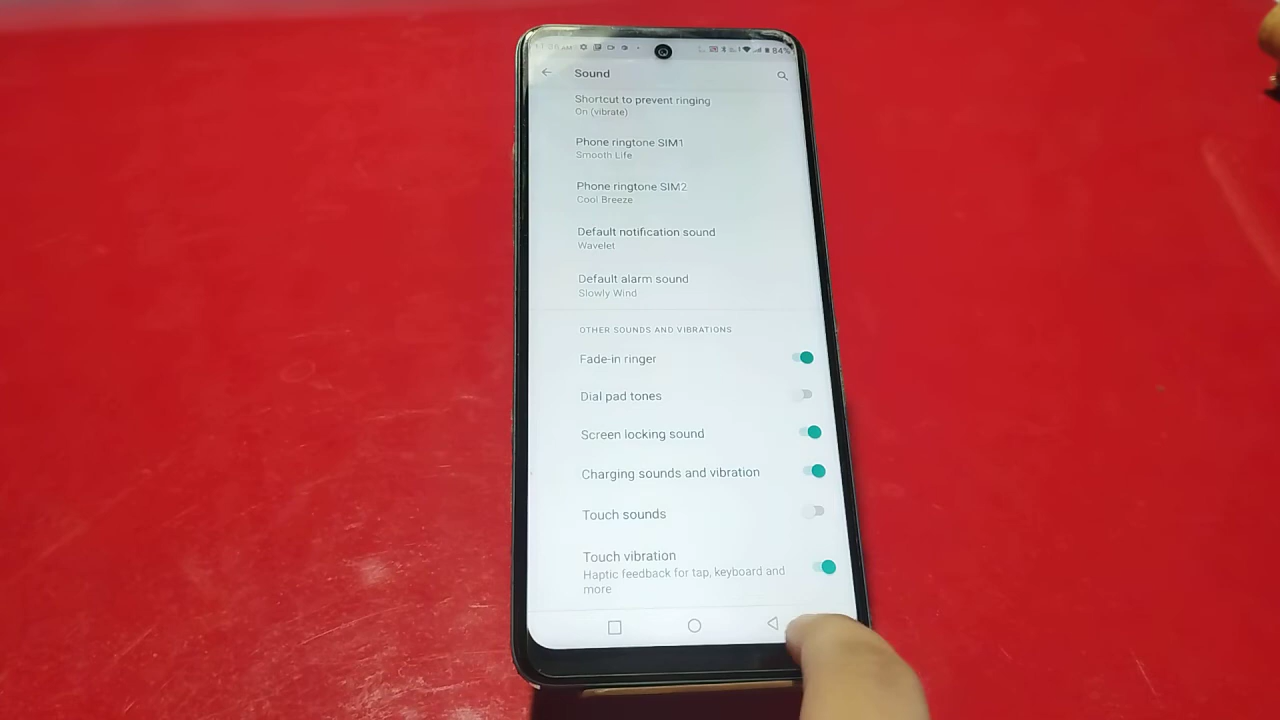 84%
Sound
Shortcut to prevent ringing
On (vibrate)
Phone ringtone SIM1
Smooth Life
Phone ringtone SIM2
Cool Breeze
Default notification sound
Wavelet
Default alarm sound
Slowly Wind
OTHER SOUNDS AND VIBRATIONS
Fade-in ringer
Dial pad tones
Screen locking sound
Charging sounds and vibration
Touch sounds
Touch vibration
Haptic feedback for tap, keyboard and
more